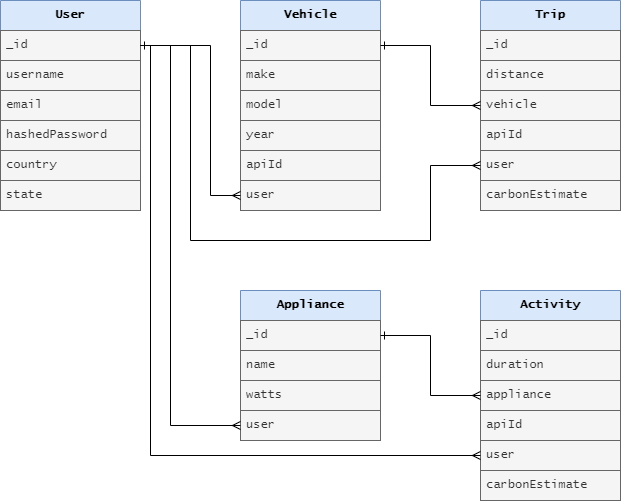 User
_id
username
email
hashedPassword
country
state
Vehicle
_id
make
model
year
apiId
user
Trip
_id
distance
vehicle
apiId
user
carbonEstimate
Appliance
_id
name
watts
user
Activity
_id
duration
appliance
apiId
user
carbonEstimate